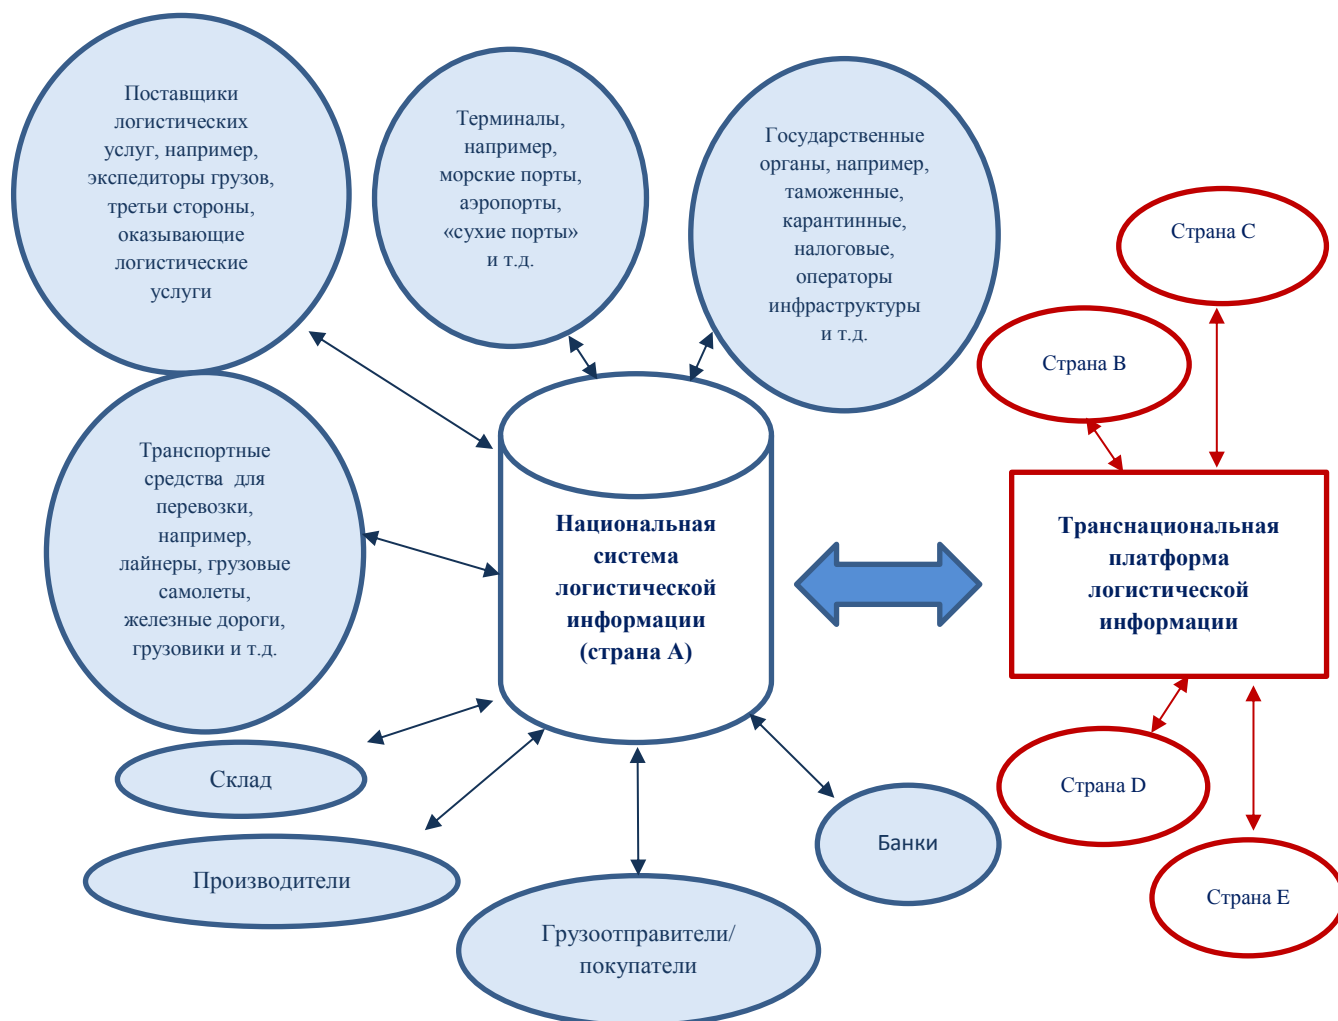 Поставщики
логистических
услуг, например,
экспедиторы грузов,
третьи стороны,
оказывающие
логистические
услуги
Терминалы,
например,
морские порты,
аэропорты,
«сухие порты»
и т.д.
Государственные
органы, например,
таможенные,
карантинные,
налоговые,
операторы
инфраструктуры
и т.д.
Страна C
Страна B
Транспортные
средства для
перевозки,
например,
лайнеры, грузовые
самолеты,
железные дороги,
грузовики и т.д.
Национальная
система
логистической
информации
(страна А)
Транснациональная
платформа
логистической
информации
Склад
Производители
Грузоотправители/
покупатели
Банки
Страна D
Страна E